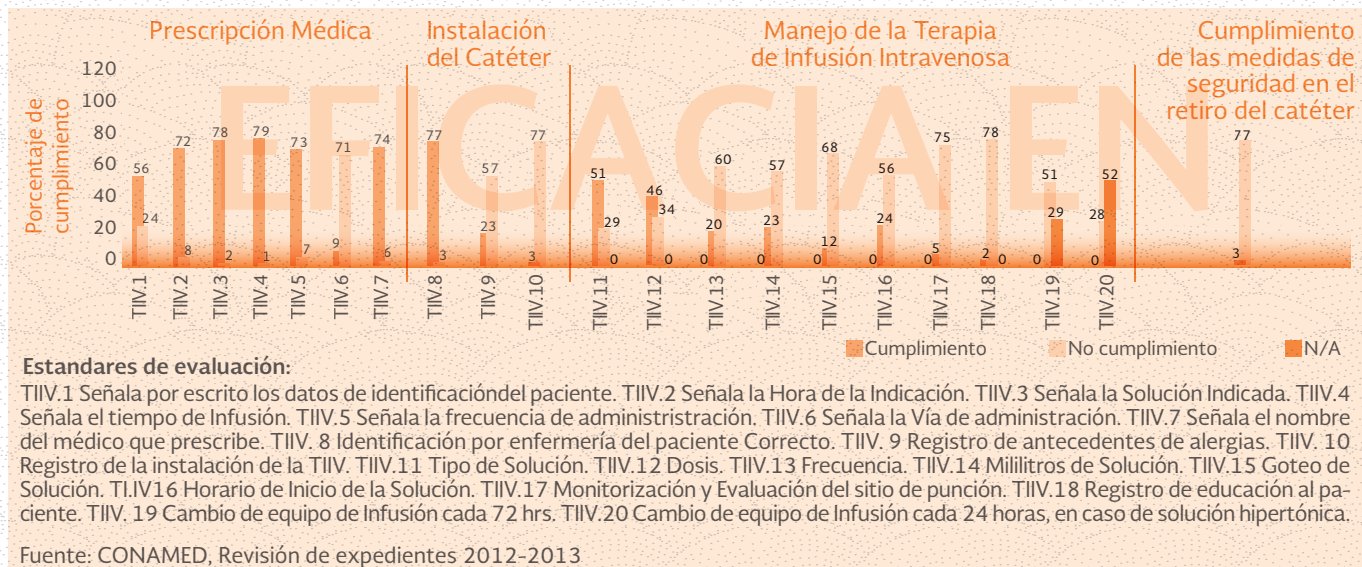 EFICACIA EN
Prescripción Médica
Instalación
del Catéter
Manejo de la Terapia
de Infusión Intravenosa
Cumplimiento
de las medidas de
seguridad en el
retiro del catéter
Porcentaje de
cumplimiento
120
100
80
60
40
20
0
56 24
72 8
78 2
79 1
73 7
9 71
74 6
77 3
23 57
3 77
51 29 0
46 34 0
0 20 60
0 23 57
0 12 68
0 24 56
0 5 75
2 78 0
0 51 29
0 28 52
3 77
TIIV.1 TIIV.2 TIIV.3 TIIV.4 TIIV.5 TIIV.6 TIIV.7 TIIV.8 TIIV.9 TIIV.10 TIIV.11 TIIV.12 TIIV.13 TIIV.14 TIIV.15 TIIV.16 TIIV.17 TIIV.18 TIIV.19 TIIV.20
Cumplimiento No cumplimiento N/A
Estandares de evaluación:
TIIV.1 Señala por escrito los datos de identificacióndel paciente. TIIV.2 Señala la Hora de la Indicación. TIIV.3 Señala la Solución Indicada. TIIV.4
Señala el tiempo de Infusión. TIIV.5 Señala la frecuencia de administristración. TIIV.6 Señala la Vía de administración. TIIV.7 Señala el nombre
del médico que prescribe. TIIV. 8 Identificación por enfermería del paciente Correcto. TIIV. 9 Registro de antecedentes de alergias. TIIV. 10
Registro de la instalación de la TIIV. TIIV.11 Tipo de Solución. TIIV.12 Dosis. TIIV.13 Frecuencia. TIIV.14 Mililitros de Solución. TIIV.15 Goteo de
Solución. TI.IV16 Horario de Inicio de la Solución. TIIV.17 Monitorización y Evaluación del sitio de punción. TIIV.18 Registro de educación al pa-
ciente. TIIV. 19 Cambio de equipo de Infusión cada 72 hrs. TIIV.20 Cambio de equipo de Infusión cada 24 horas, en caso de solución hipertónica.
Fuente: CONAMED, Revisión de expedientes 2012-2013